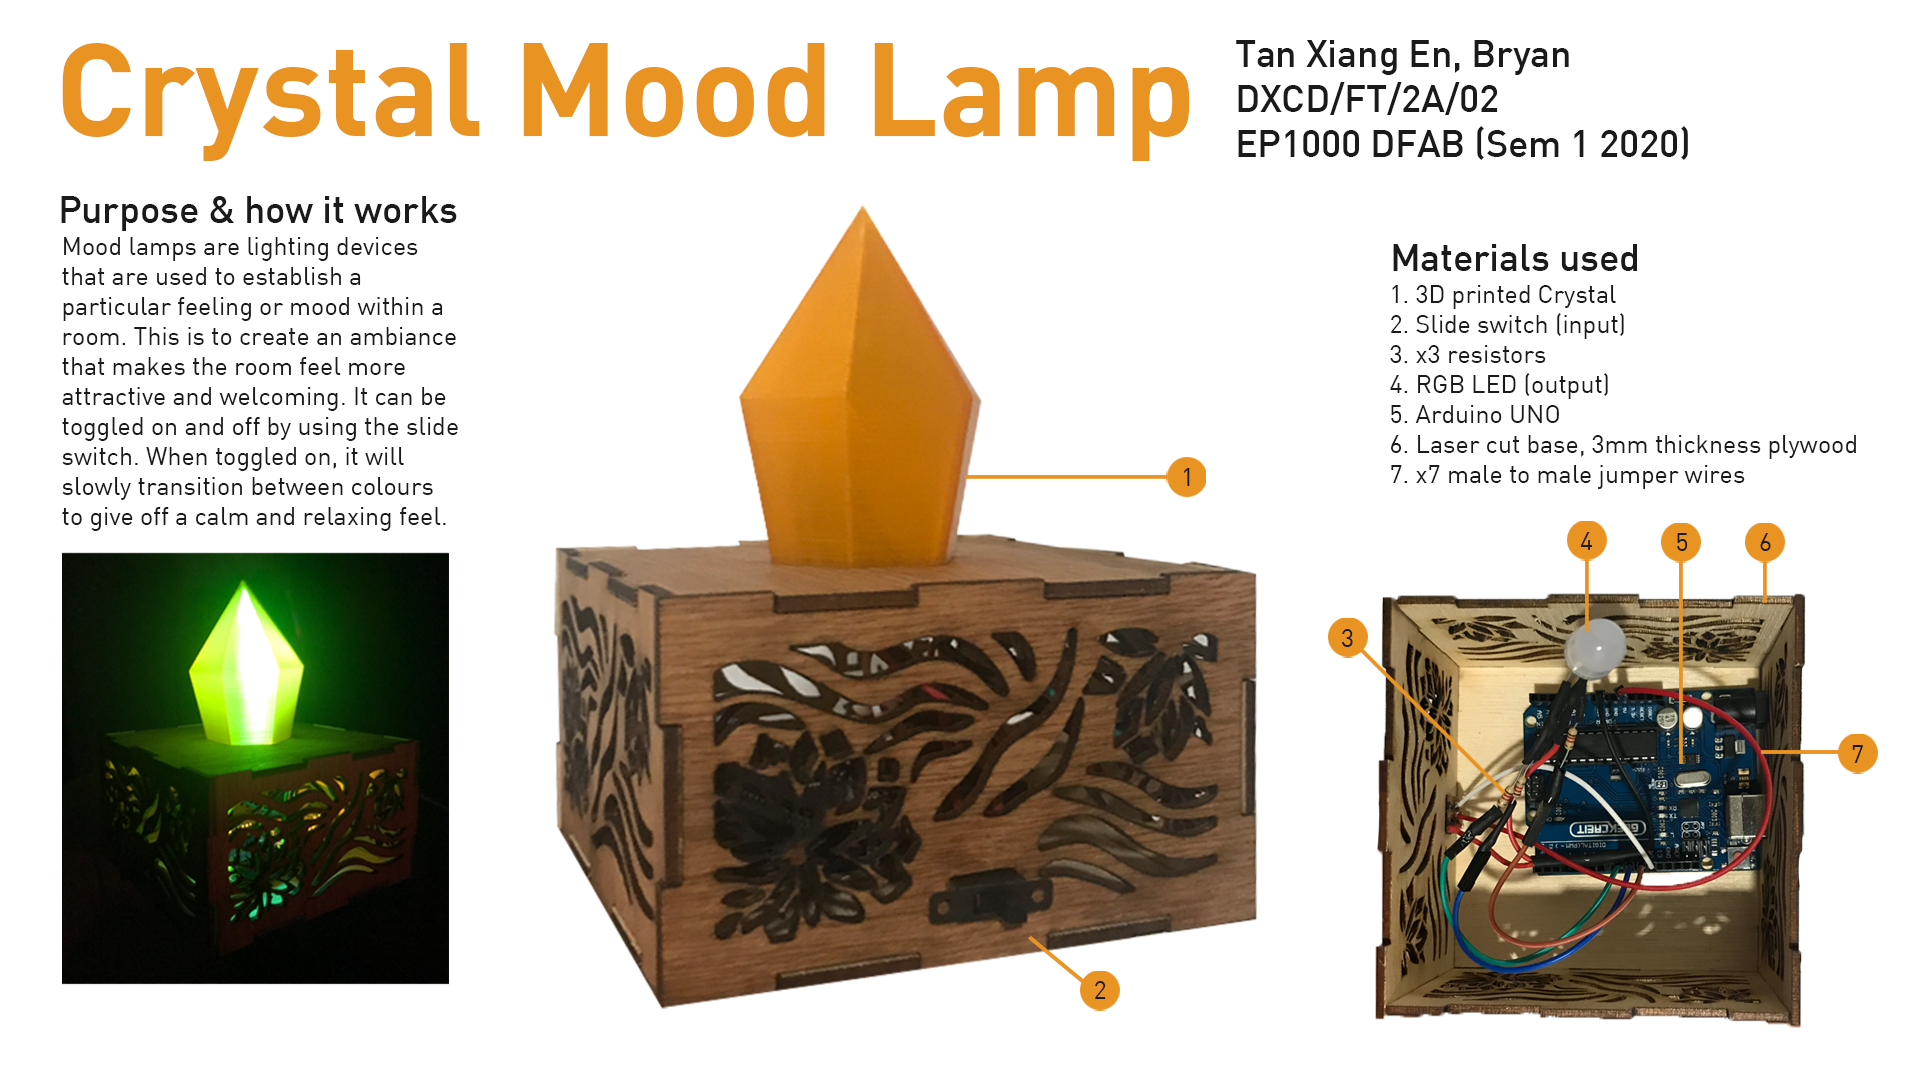 Crystal Mood Lamp
Tan Xiang En, Bryan
DXCD/FT/2A/02
EP1000 DFAB (Sem 1 2020)
Purpose & how it works
Mood lamps are lighting devices
that are used to establish a
particular feeling or mood within a
room. This is to create an ambiance
that makes the room feel more
attractive and welcoming. It can be
toggled on and off by using the slide
switch. When toggled on, it will
slowly transition between colours
to give off a calm and relaxing feel.
Materials used
1. 3D printed Crystal
2. Slide switch (input)
3. x3 resistors
4. RGB LED (output)
5. Arduino UNO
6. Laser cut base, 3mm thickness plywood
7. x7 male to male jumper wires
1
2
3
4
5
6
7
GEEKCREIT